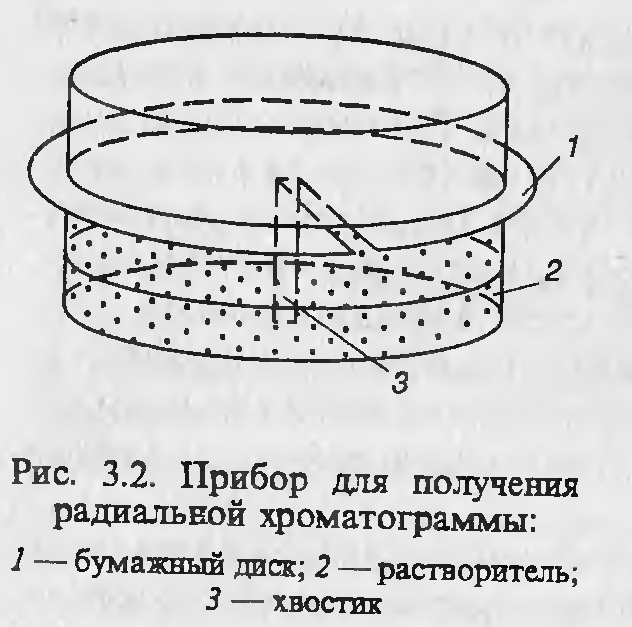 1
2
3
Рис. 3.2. Прибор для получения
радиальной хроматограммы:
1 — бумажный диск; 2 — растворитель;
3 — хвостик